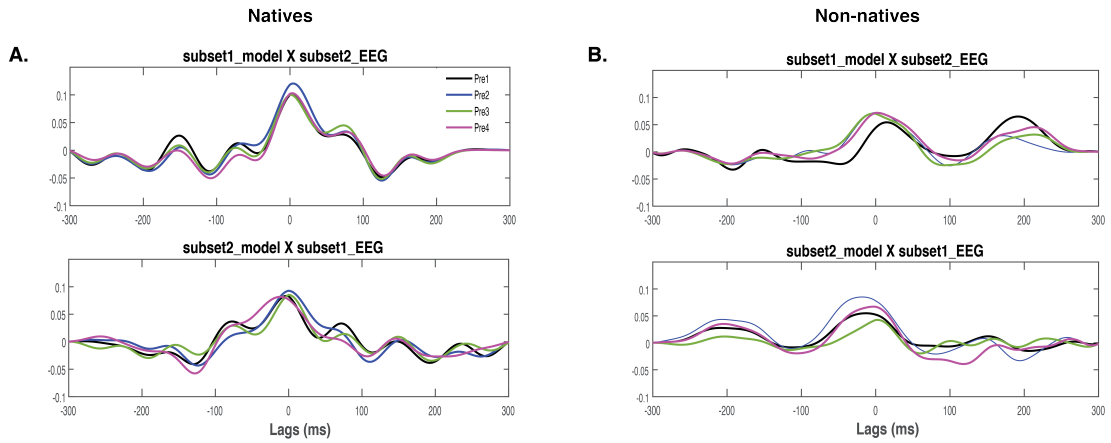 Natives
Non-natives
A.
subset1_model X subset2_EEG
Pre1
Pre2
Pre3
Pre4
0.1
0.05
0
-0.05
-0.1
-300 -200 -100 0 100 200 300
subset2_model X subset1_EEG
0.1
0.05
0
-0.05
-0.1
-300 -200 -100 0 100 200 300
Lags (ms)
B.
subset1_model X subset2_EEG
0.1
0.05
0
-0.05
-0.1
-300 -200 -100 0 100 200 300
subset2_model X subset1_EEG
0.1
0.05
0
-0.05
-0.1
-300 -200 -100 0 100 200 300
Lags (ms)